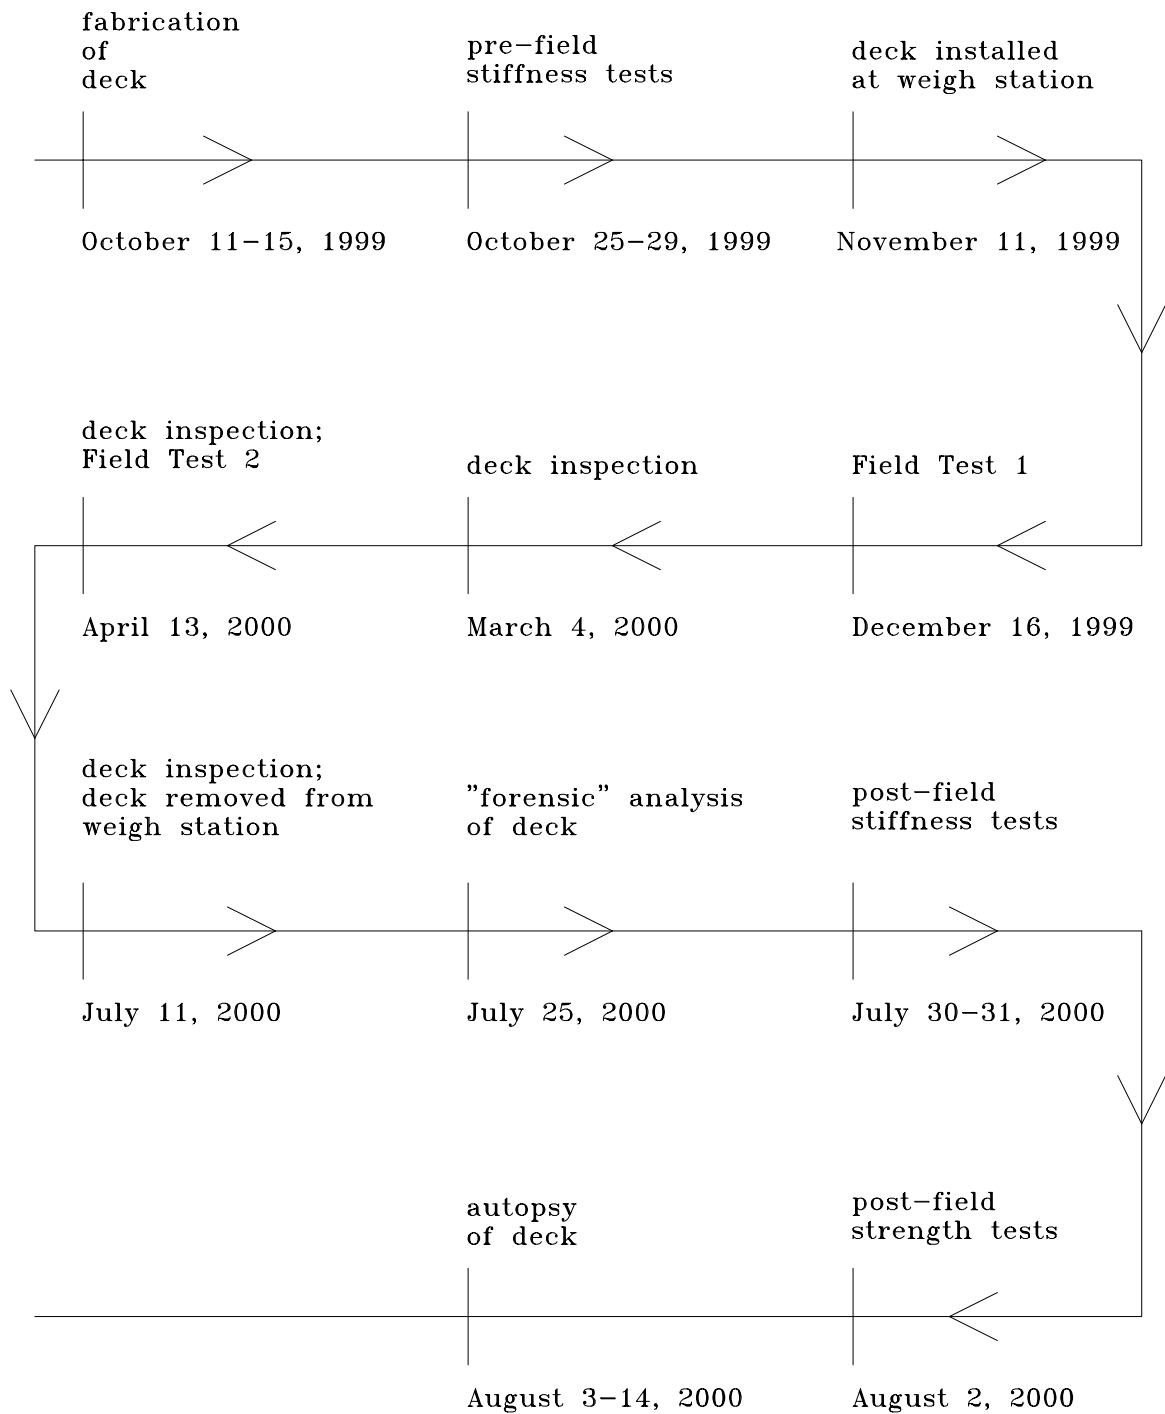 fabrication
of
deck
October 11-15, 1999
pre-field
stiffness tests
October 25-29, 1999
deck installed
at weigh station
November 11, 1999
Field Test 1
December 16, 1999
deck inspection
March 4, 2000
deck inspection;
Field Test 2
April 13, 2000
deck inspection;
deck removed from
weigh station
July 11, 2000
"forensic" analysis
of deck
July 25, 2000
post-field
stiffness tests
July 30-31, 2000
post-field
strength tests
August 2, 2000
autopsy
of deck
August 3-14, 2000